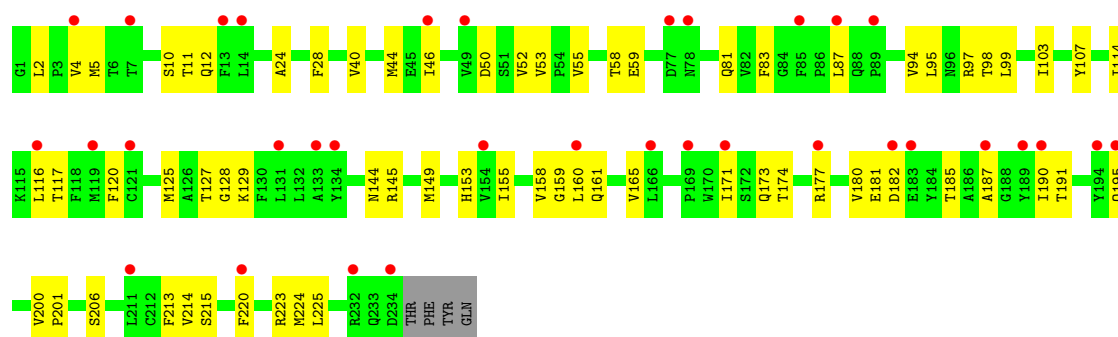 G1 L2 P3 V4 M5 T6 T7 S10 T11 Q12 F13 L14 A24 F28 V40 M44 E45 I46 V49 D50 S51 V52 V53 P54 V55 T58 E59 D77 N78 Q81 V82 F83 G84 F85 P86 L87 Q88 P89 V94 L95 N96 R97 T98 L99 I103 Y107
K115 L116 T117 F118 M119 F120 C121 M125 A126 T127 G128 K129 F130 L131 L132 A133 Y134 N144 R145 M149 H153 V154 I155 V158 G159 L160 Q161 V165 L166 P169 W170 I171 S172 Q173 T174 R177 V180 E181 D182 E183 Y184 T185 A186 A187 G188 Y189 I190 T191 Y194
V200 P201 S206 L211 C212 F213 V214 S215 F220 R223 M224 L225 R232 Q233 D234 THR PHE TYR GLN